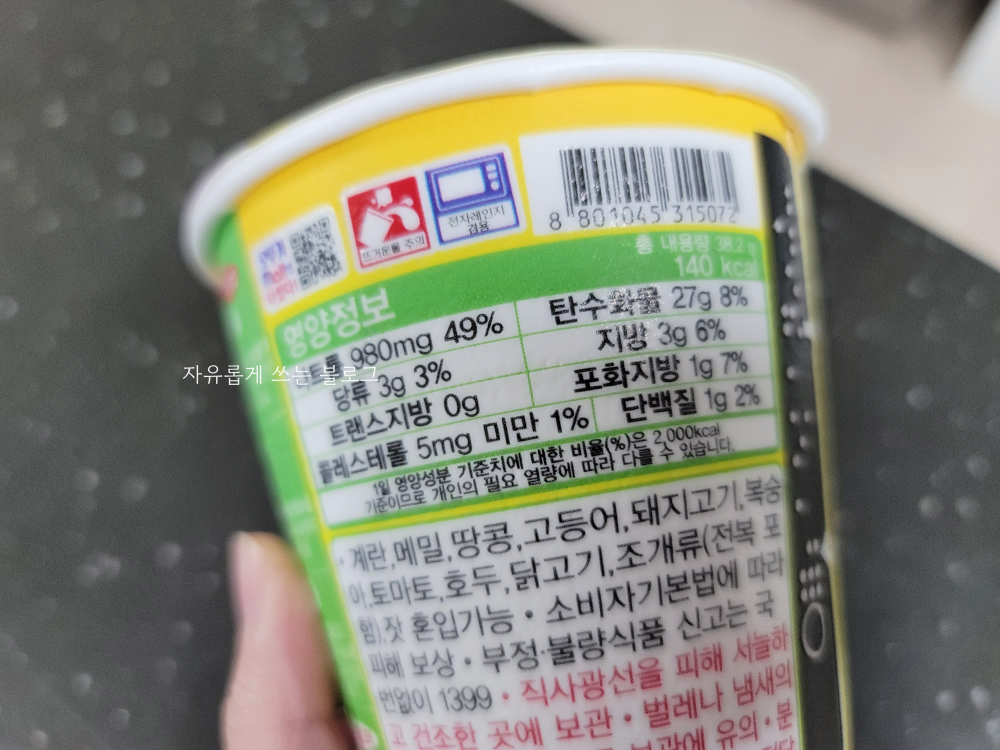 뜨거운물 주의
전자레인지
겸용
8 801045 315072
총 내용량 38.2 g
140 kcal
영양정보
980mg 49%
탄수화물 27g 8%
당류 3g 3%
지방 3g 6%
트랜스지방 0g
포화지방 1g 7%
콜레스테롤 5mg 미만 1%
단백질 1g 2%
1일 영양성분 기준치에 대한 비율(%)은 2,000kcal
기준이므로 개인의 필요 열량에 따라 다를 수 있습니다.
자유롭게 쓰는 블로그
· 계란,메밀,땅콩,고등어,돼지고기,복숭
아,토마토,호두,닭고기,조개류(전복 포
함),잣 혼입가능 · 소비자기본법에 따라
피해 보상 · 부정·불량식품 신고는 국
번없이 1399 · 직사광선을 피해 서늘하
고 건조한 곳에 보관 · 벌레나 냄새의
보관에 유의 · 분